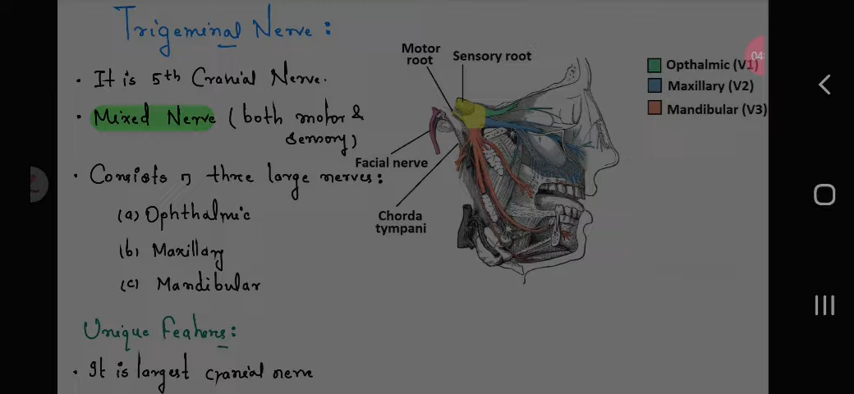 Trigeminal Nerve:
• It is 5th Cranial Nerve.
• Mixed Nerve (both motor &
sensory)
• Consists of three large nerves:
(a) Ophthalmic
(b) Maxillary
(c) Mandibular
Unique Features:
• It is largest cranial nerve
Motor
root
Sensory root
Facial nerve
Chorda
tympani
Opthalmic (V1)
Maxillary (V2)
Mandibular (V3)
04